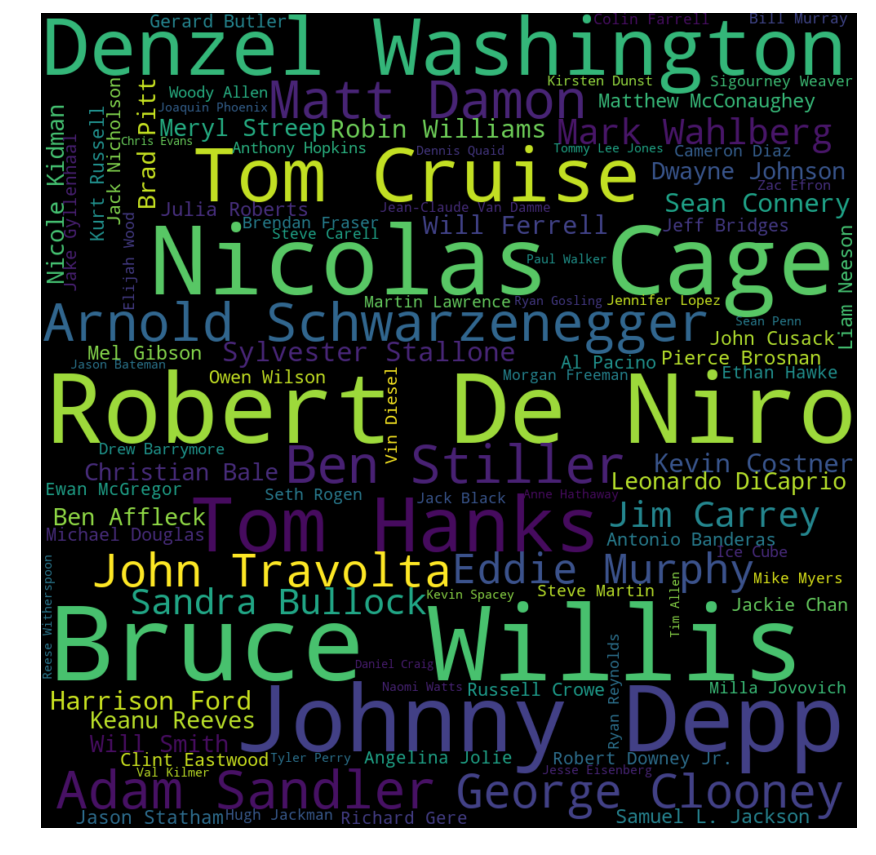 Gerard Butler
Colin Farrell
Bill Murray
Denzel Washington
Kirsten Dunst
Sigourney Weaver
Woody Allen
Matt Damon
Matthew McConaughey
Joaquin Phoenix
Meryl Streep
Robin Williams
Mark Wahlberg
Chris Evans
Anthony Hopkins
Dennis Quaid
Tommy Lee Jones
Cameron Diaz
Nicole Kidman
Jake Gyllenhaal
Kurt Russell
Jack Nicholson
Brad Pitt
Tom Cruise
Dwayne Johnson
Zac Efron
Julia Roberts
Jean-Claude Van Damme
Sean Connery
Elijah Wood
Brendan Fraser
Steve Carell
Will Ferrell
Jeff Bridges
Nicolas Cage
Paul Walker
Liam Neeson
Martin Lawrence
Ryan Gosling
Jennifer Lopez
Arnold Schwarzenegger
Sean Penn
John Cusack
Mel Gibson
Sylvester Stallone
Al Pacino
Pierce Brosnan
Jason Bateman
Owen Wilson
Morgan Freeman
Ethan Hawke
Vin Diesel
Robert De Niro
Drew Barrymore
Christian Bale
Ben Stiller
Kevin Costner
Leonardo DiCaprio
Ewan McGregor
Seth Rogen
Jack Black
Anne Hathaway
Ben Affleck
Tom Hanks
Jim Carrey
Michael Douglas
Antonio Banderas
Ice Cube
John Travolta
Eddie Murphy
Mike Myers
Reese Witherspoon
Sandra Bullock
Kevin Spacey
Steve Martin
Tim Allen
Jackie Chan
Bruce Willis
Daniel Craig
Naomi Watts
Russell Crowe
Ryan Reynolds
Milla Jovovich
Harrison Ford
Keanu Reeves
Johnny Depp
Will Smith
Clint Eastwood
Tyler Perry
Angelina Jolie
Robert Downey Jr.
Val Kilmer
Jesse Eisenberg
Adam Sandler
George Clooney
Jason Statham
Hugh Jackman
Richard Gere
Samuel L. Jackson